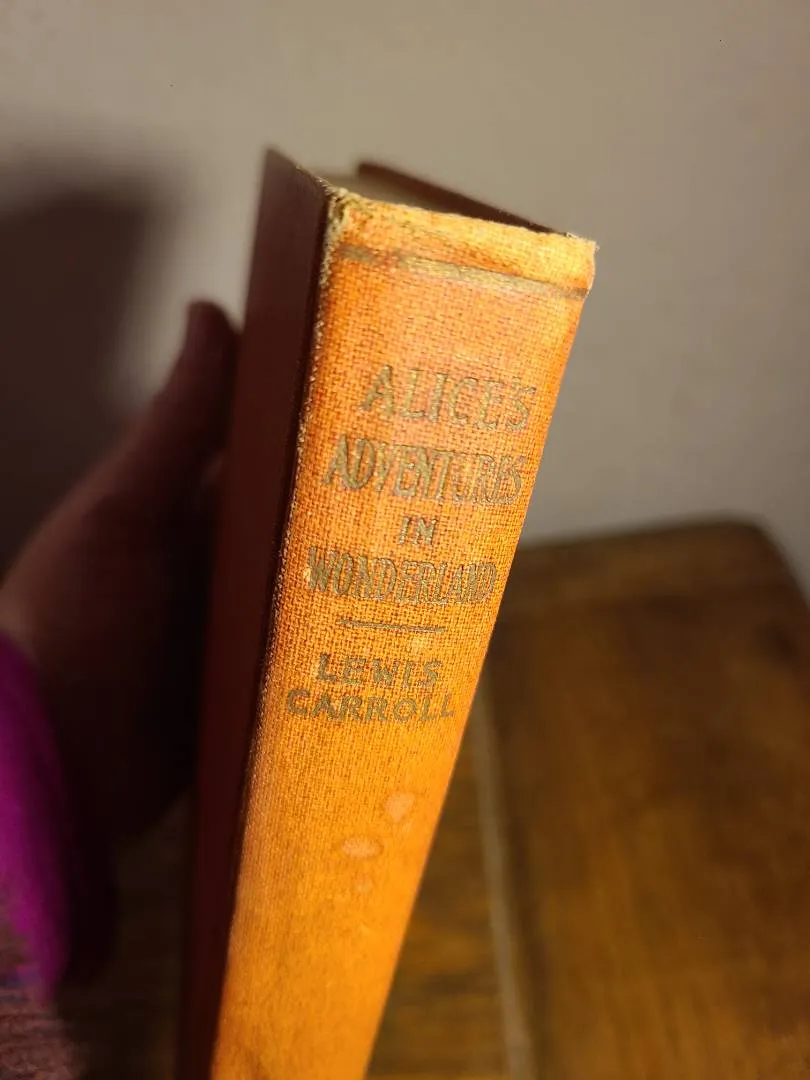 ALICE'S
ADVENTURES
IN
WONDERLAND
LEWIS
CARROLL